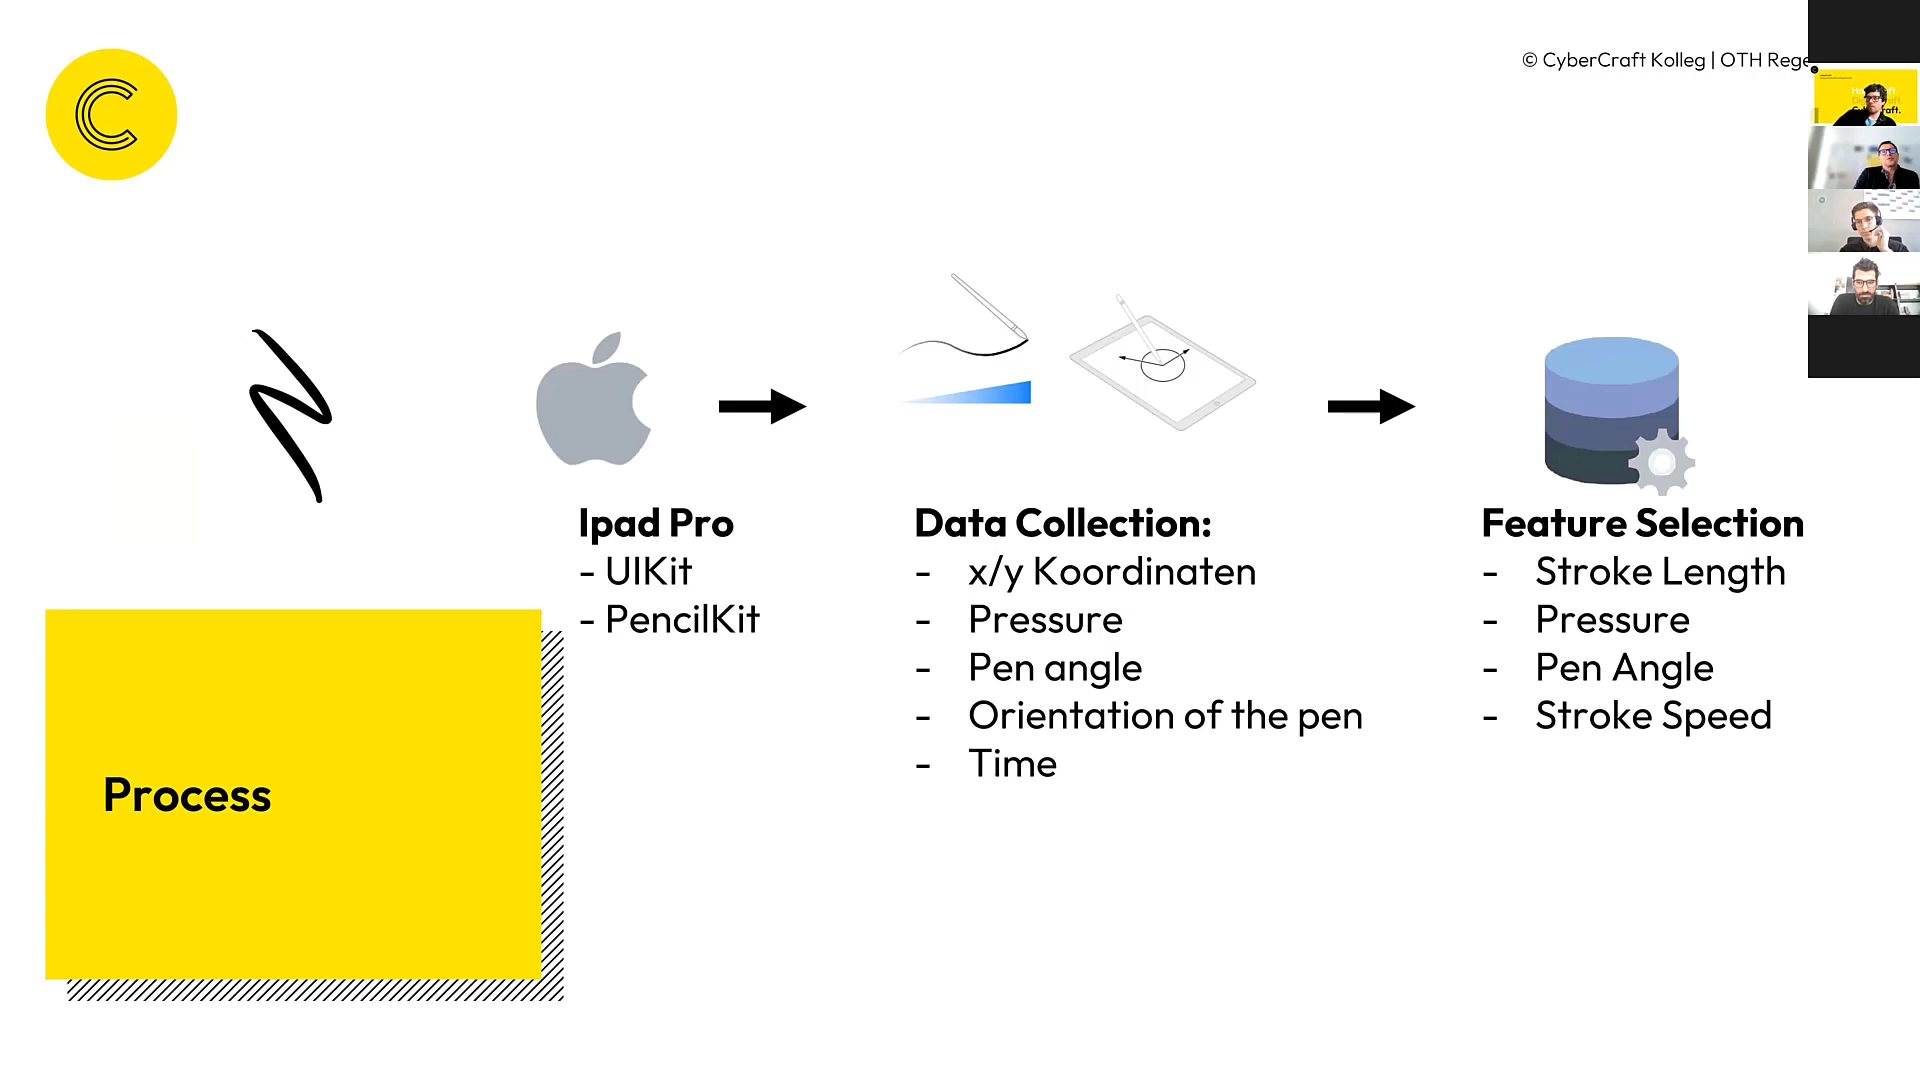 © CyberCraft Kolleg | OTH Rege
Ipad Pro
- UIKit
- PencilKit
Data Collection:
- x/y Koordinaten
- Pressure
- Pen angle
- Orientation of the pen
- Time
Feature Selection
- Stroke Length
- Pressure
- Pen Angle
- Stroke Speed
Process